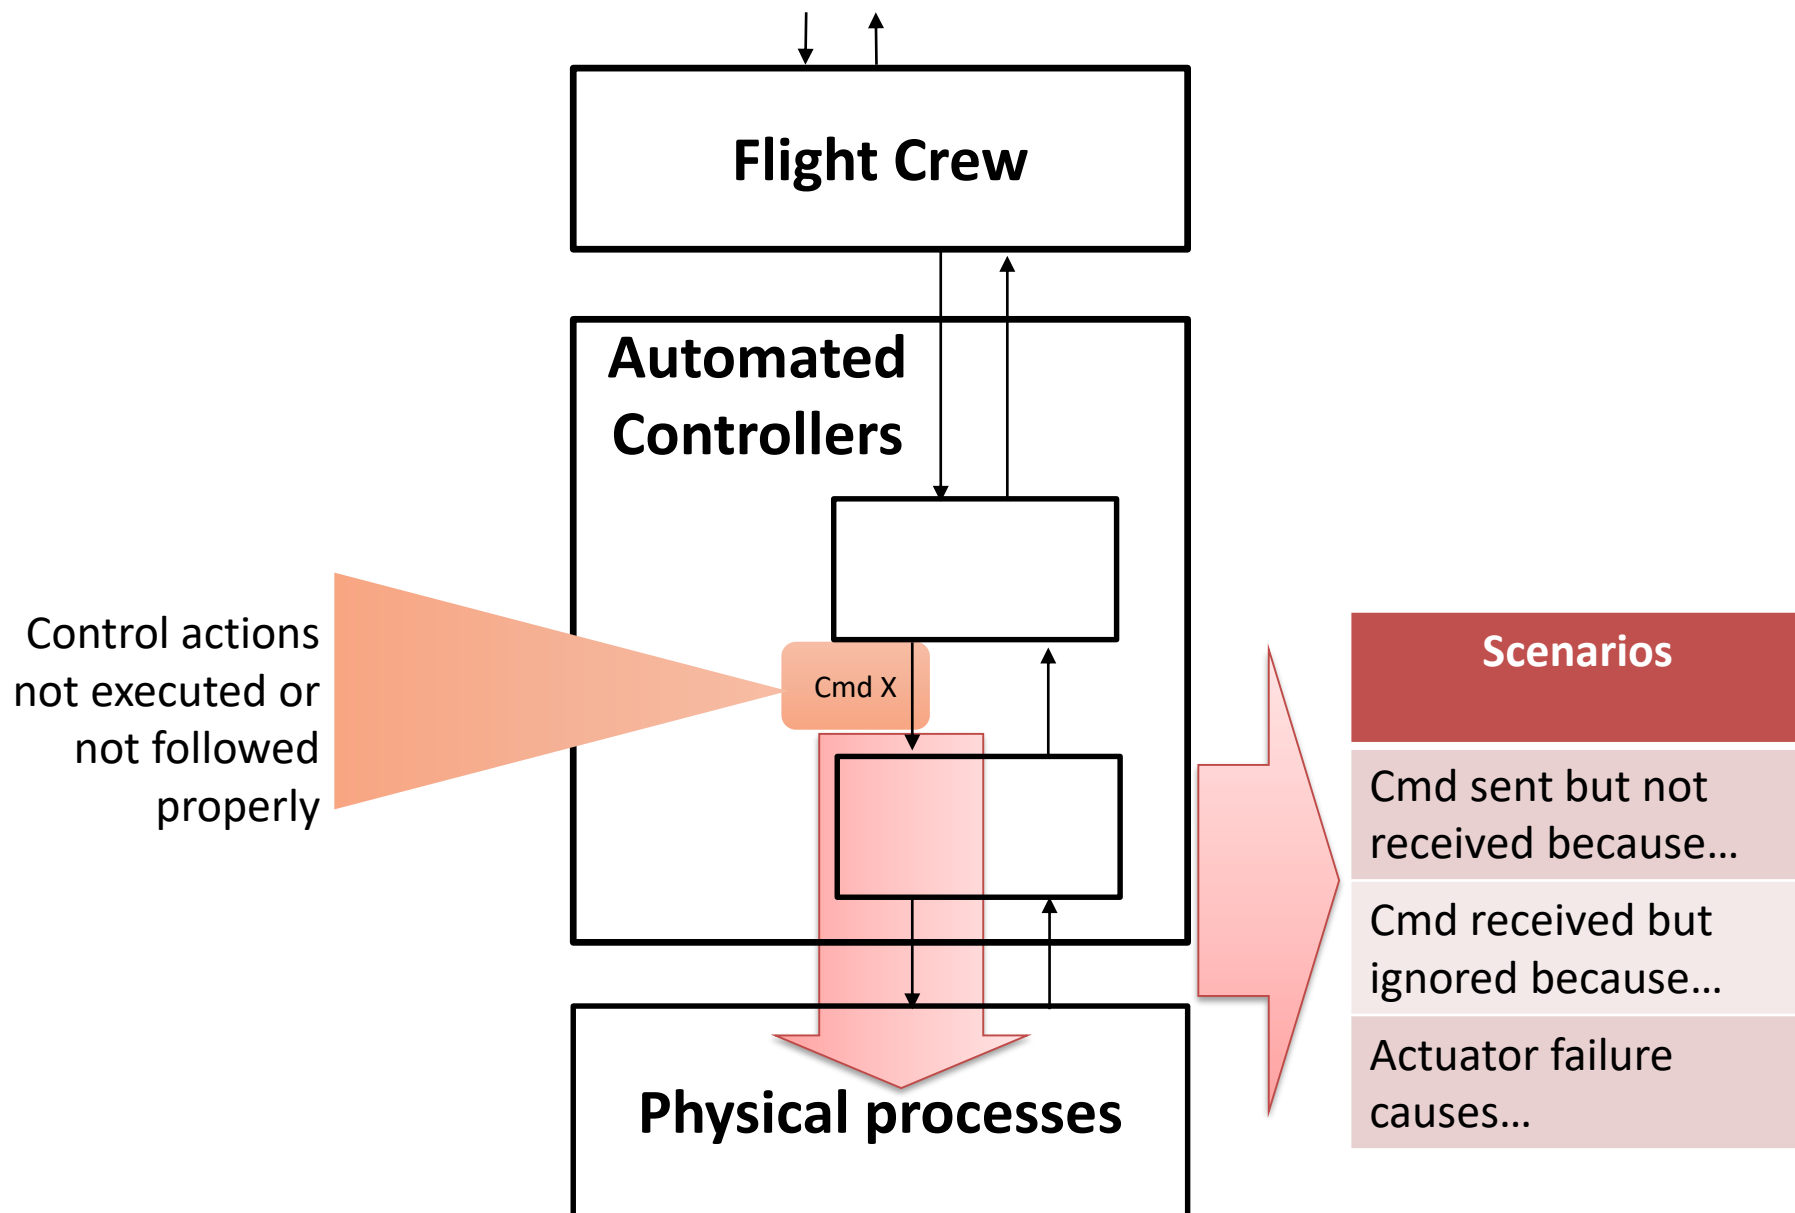 Flight Crew
Automated
Controllers
Control actions
not executed or
not followed
properly
Cmd X
Physical processes
Scenarios
Cmd sent but not
received because…
Cmd received but
ignored because…
Actuator failure
causes…